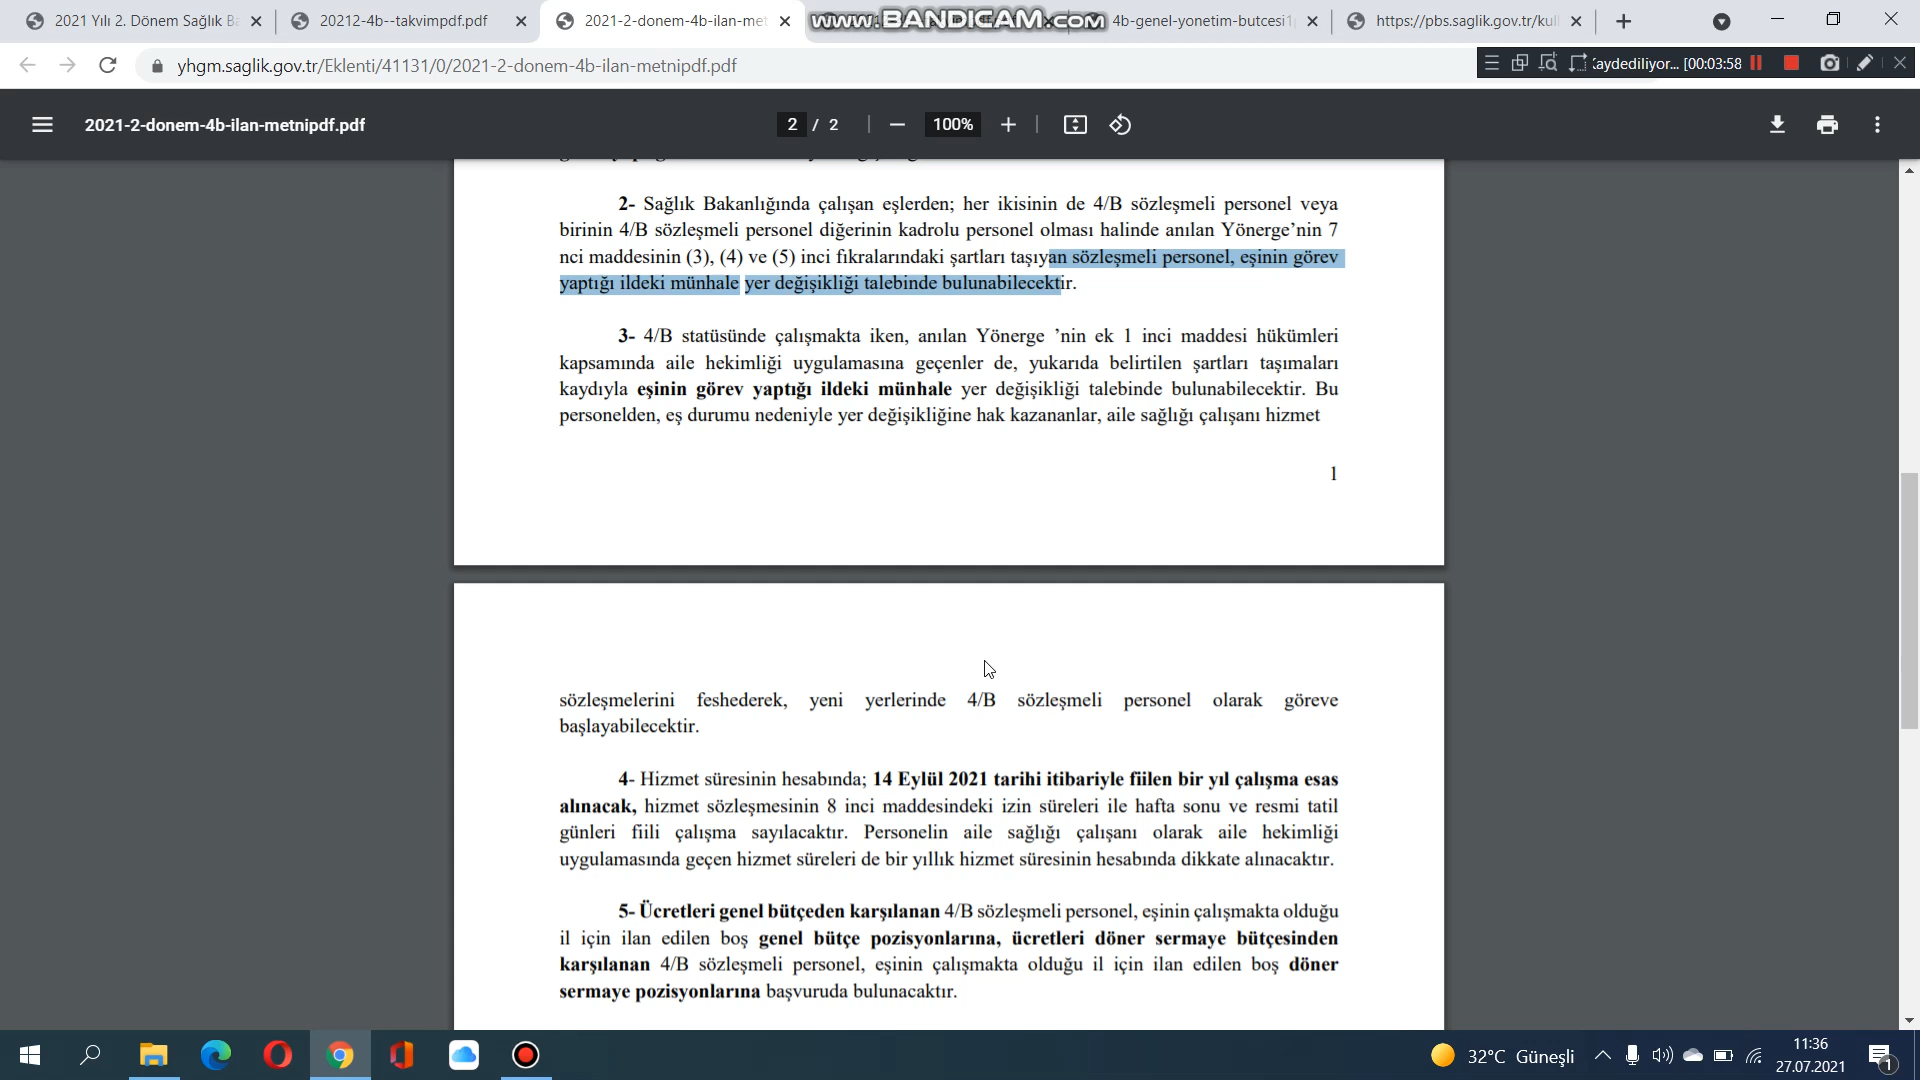 2021 Yılı 2. Dönem Sağlık Ba
20212-4b--takvimpdf.pdf
2021-2-donem-4b-ilan-met
www.BANDICAM.com
4b-genel-yonetim-butcesi1p
https://pbs.saglik.gov.tr/kull
yhgm.saglik.gov.tr/Eklenti/41131/0/2021-2-donem-4b-ilan-metnipdf.pdf
Kaydediliyor... [00:03:58
2021-2-donem-4b-ilan-metnipdf.pdf
2 / 2
100%
2- Sağlık Bakanlığında çalışan eşlerden; her ikisinin de 4/B sözleşmeli personel veya
birinin 4/B sözleşmeli personel diğerinin kadrolu personel olması halinde anılan Yönerge’nin 7
nci maddesinin (3), (4) ve (5) inci fıkralarındaki şartları taşıyan sözleşmeli personel, eşinin görev
yaptığı ildeki münhale yer değişikliği talebinde bulunabilecektir.
3- 4/B statüsünde çalışmakta iken, anılan Yönerge ’nin ek 1 inci maddesi hükümleri
kapsamında aile hekimliği uygulamasına geçenler de, yukarıda belirtilen şartları taşımaları
kaydıyla eşinin görev yaptığı ildeki münhale yer değişikliği talebinde bulunabilecektir. Bu
personelden, eş durumu nedeniyle yer değişikliğine hak kazananlar, aile sağlığı çalışanı hizmet
1
sözleşmelerini feshederek, yeni yerlerinde 4/B sözleşmeli personel olarak göreve
başlayabilecektir.
4- Hizmet süresinin hesabında; 14 Eylül 2021 tarihi itibariyle fiilen bir yıl çalışma esas
alınacak, hizmet sözleşmesinin 8 inci maddesindeki izin süreleri ile hafta sonu ve resmi tatil
günleri fiili çalışma sayılacaktır. Personelin aile sağlığı çalışanı olarak aile hekimliği
uygulamasında geçen hizmet süreleri de bir yıllık hizmet süresinin hesabında dikkate alınacaktır.
5- Ücretleri genel bütçeden karşılanan 4/B sözleşmeli personel, eşinin çalışmakta olduğu
il için ilan edilen boş genel bütçe pozisyonlarına, ücretleri döner sermaye bütçesinden
karşılanan 4/B sözleşmeli personel, eşinin çalışmakta olduğu il için ilan edilen boş döner
sermaye pozisyonlarına başvuruda bulunacaktır.
32°C Güneşli
11:36
27.07.2021
1